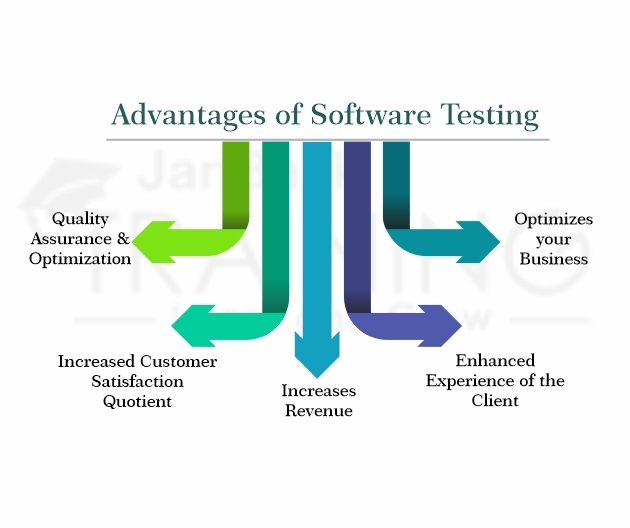 Advantages of Software Testing
Quality
Assurance &
Optimization
Optimizes
your
Business
Increased Customer
Satisfaction
Quotient
Increases
Revenue
Enhanced
Experience of the
Client
TRAINING